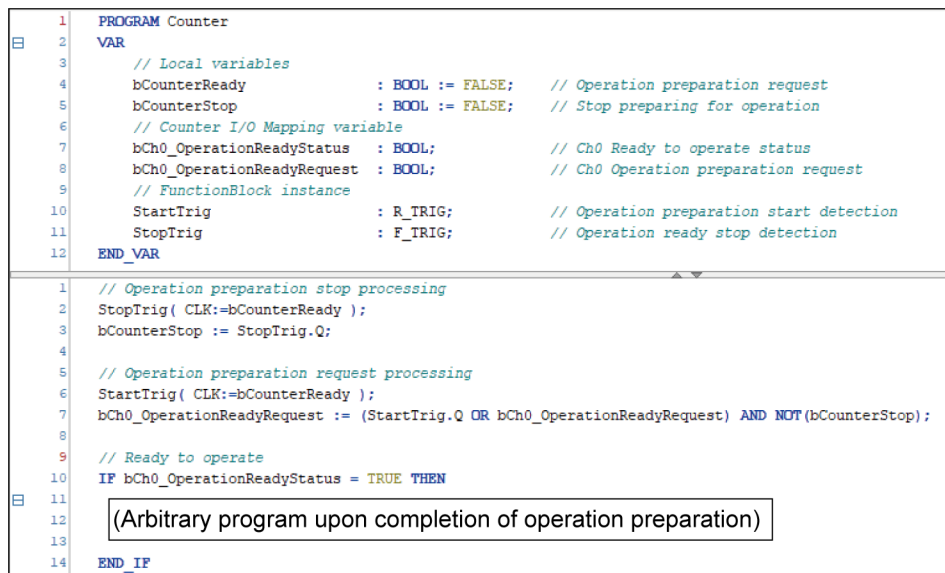 1 PROGRAM Counter
2 VAR
3 // Local variables
4 bCounterReady : BOOL := FALSE; // Operation preparation request
5 bCounterStop : BOOL := FALSE; // Stop preparing for operation
6 // Counter I/O Mapping variable
7 bCh0_OperationReadyStatus : BOOL; // Ch0 Ready to operate status
8 bCh0_OperationReadyRequest : BOOL; // Ch0 Operation preparation request
9 // FunctionBlock instance
10 StartTrig : R_TRIG; // Operation preparation start detection
11 StopTrig : F_TRIG; // Operation ready stop detection
12 END_VAR
1 // Operation preparation stop processing
2 StopTrig( CLK:=bCounterReady );
3 bCounterStop := StopTrig.Q;
4
5 // Operation preparation request processing
6 StartTrig( CLK:=bCounterReady );
7 bCh0_OperationReadyRequest := (StartTrig.Q OR bCh0_OperationReadyRequest) AND NOT(bCounterStop);
8
9 // Ready to operate
10 IF bCh0_OperationReadyStatus = TRUE THEN
11
12 (Arbitrary program upon completion of operation preparation)
13
14 END_IF